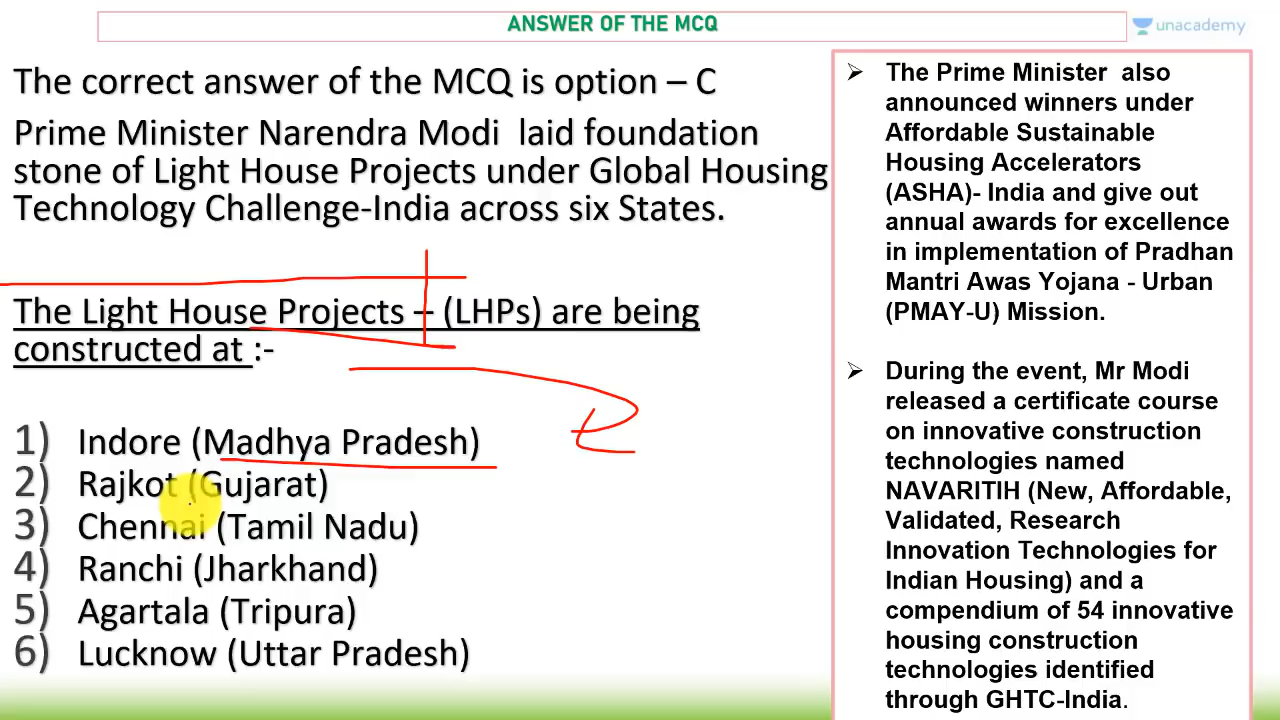 ANSWER OF THE MCQ
unacademy
The correct answer of the MCQ is option – C
Prime Minister Narendra Modi laid foundation
stone of Light House Projects under Global Housing
Technology Challenge-India across six States.
The Light House Projects – (LHPs) are being
constructed at :-
1) Indore (Madhya Pradesh)
2) Rajkot (Gujarat)
3) Chennai (Tamil Nadu)
4) Ranchi (Jharkhand)
5) Agartala (Tripura)
6) Lucknow (Uttar Pradesh)
➢ The Prime Minister also
announced winners under
Affordable Sustainable
Housing Accelerators
(ASHA)- India and give out
annual awards for excellence
in implementation of Pradhan
Mantri Awas Yojana - Urban
(PMAY-U) Mission.
➢ During the event, Mr Modi
released a certificate course
on innovative construction
technologies named
NAVARITIH (New, Affordable,
Validated, Research
Innovation Technologies for
Indian Housing) and a
compendium of 54 innovative
housing construction
technologies identified
through GHTC-India.